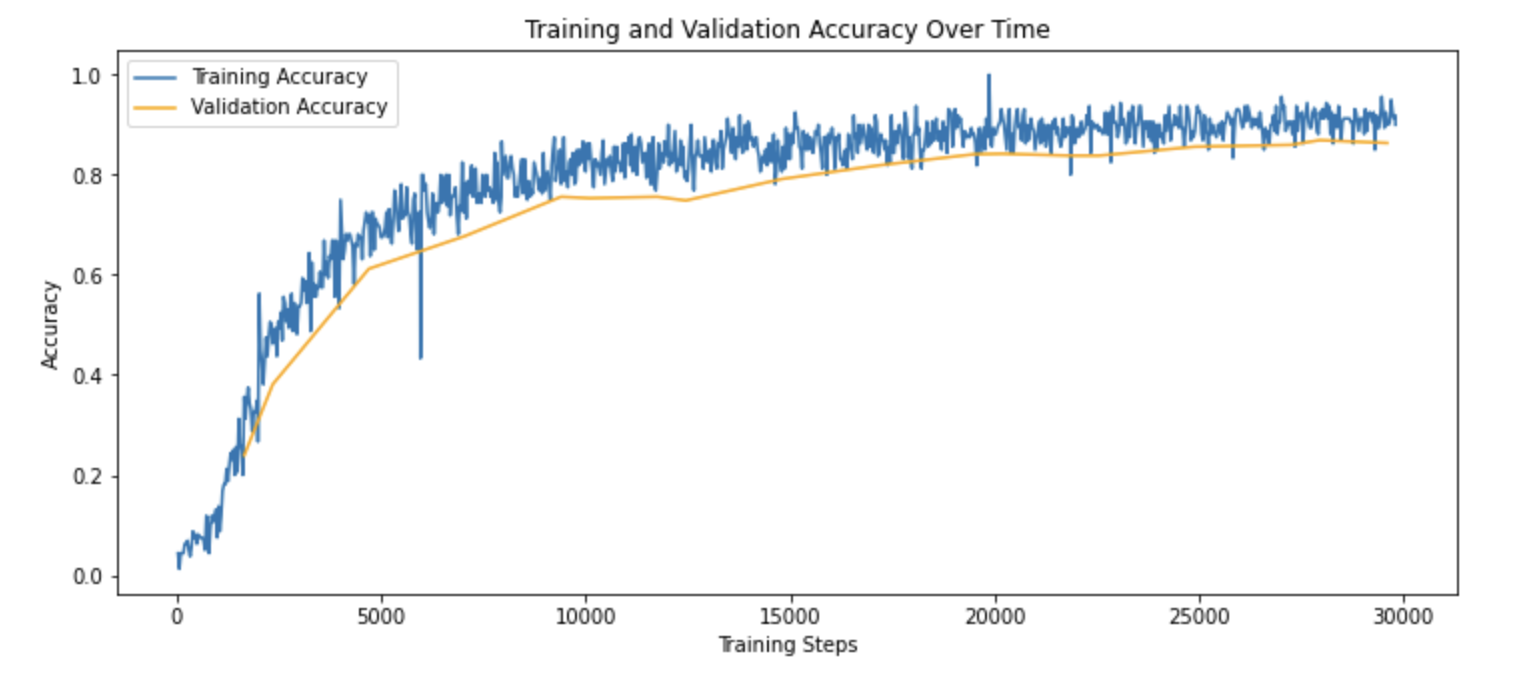 Training and Validation Accuracy Over Time
Training Accuracy
Validation Accuracy
1.0
0.8
0.6
0.4
0.2
0.0
Accuracy
0 5000 10000 15000 20000 25000 30000
Training Steps